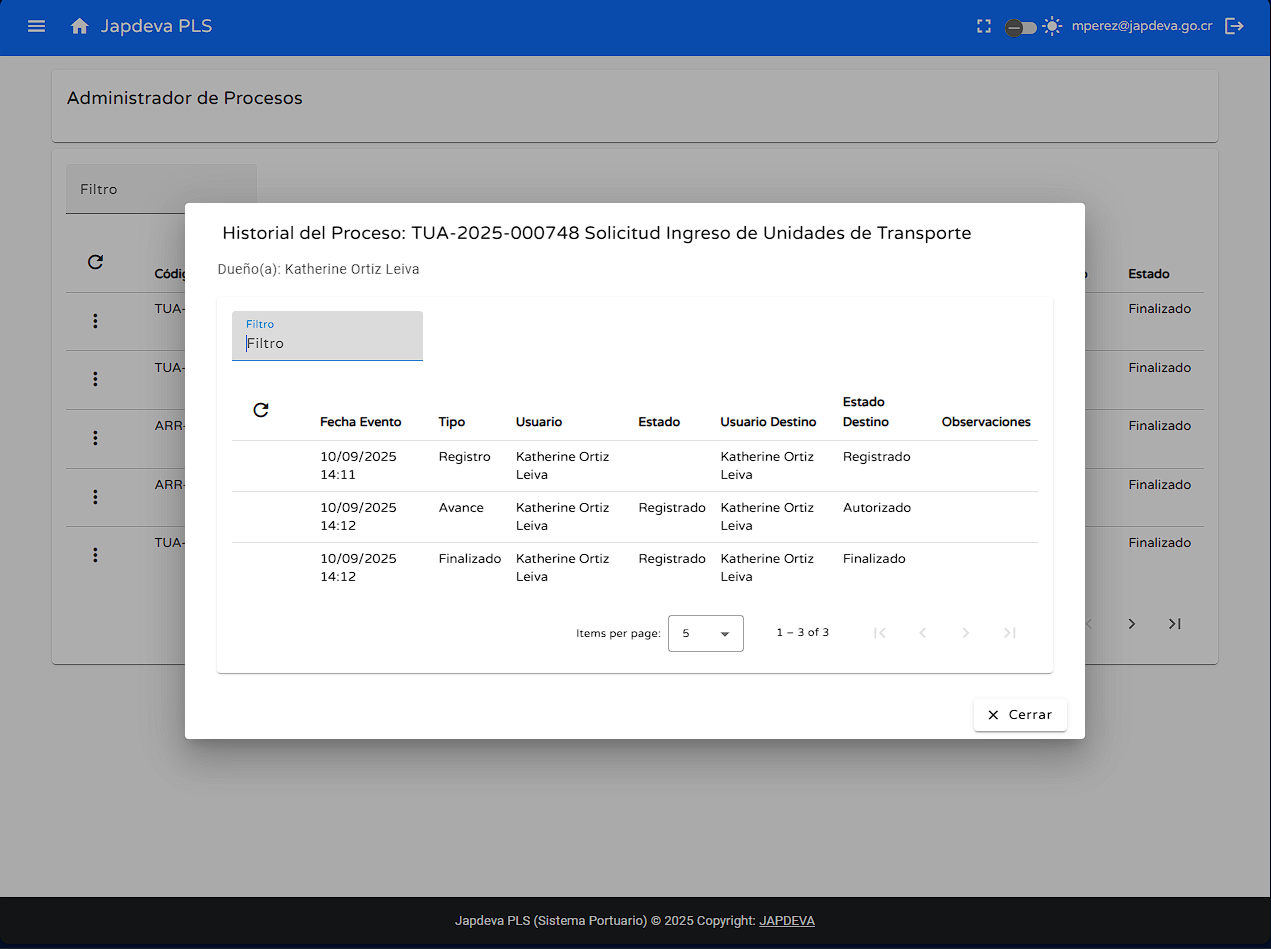 Japdeva PLS
mperez@japdeva.go.cr
Administrador de Procesos
Filtro
Historial del Proceso: TUA-2025-000748 Solicitud Ingreso de Unidades de Transporte
Dueño(a): Katherine Ortiz Leiva
Filtro
Filtro
Fecha Evento Tipo Usuario Estado Usuario Destino Estado Destino Observaciones
10/09/2025 14:11 Registro Katherine Ortiz Leiva Katherine Ortiz Leiva Registrado
10/09/2025 14:12 Avance Katherine Ortiz Leiva Registrado Katherine Ortiz Leiva Autorizado
10/09/2025 14:12 Finalizado Katherine Ortiz Leiva Registrado Katherine Ortiz Leiva Finalizado
Items per page: 5 1 – 3 of 3
Cerrar
Estado
TUA- Finalizado
TUA- Finalizado
ARR- Finalizado
ARR- Finalizado
TUA- Finalizado
Japdeva PLS (Sistema Portuario) © 2025 Copyright: JAPDEVA